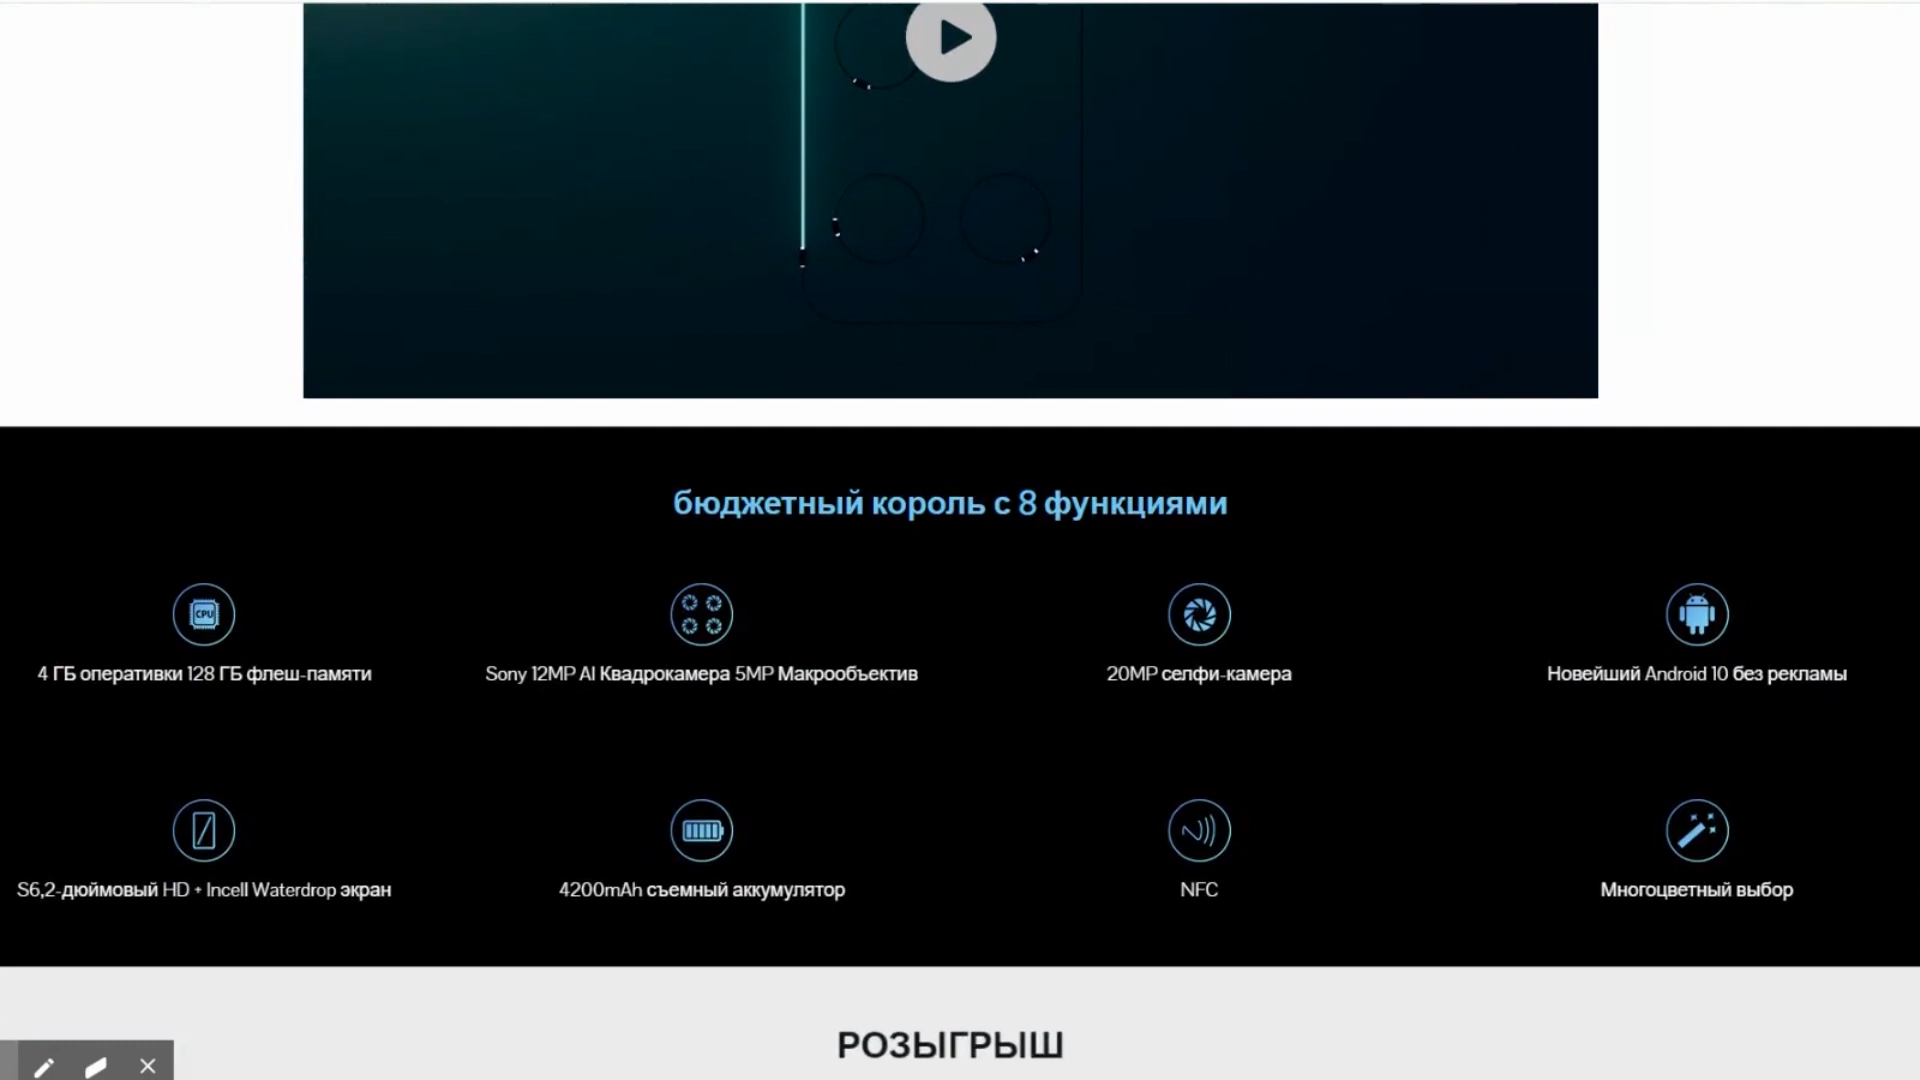 бюджетный король с 8 функциями
CPU
4 ГБ оперативки 128 ГБ флеш-памяти
Sony 12MP AI Квадрокамера 5MP Макрообъектив
20MP селфи-камера
Новейший Android 10 без рекламы
S6,2-дюймовый HD + Incell Waterdrop экран
4200mAh съемный аккумулятор
NFC
Многоцветный выбор
РОЗЫГРЫШ